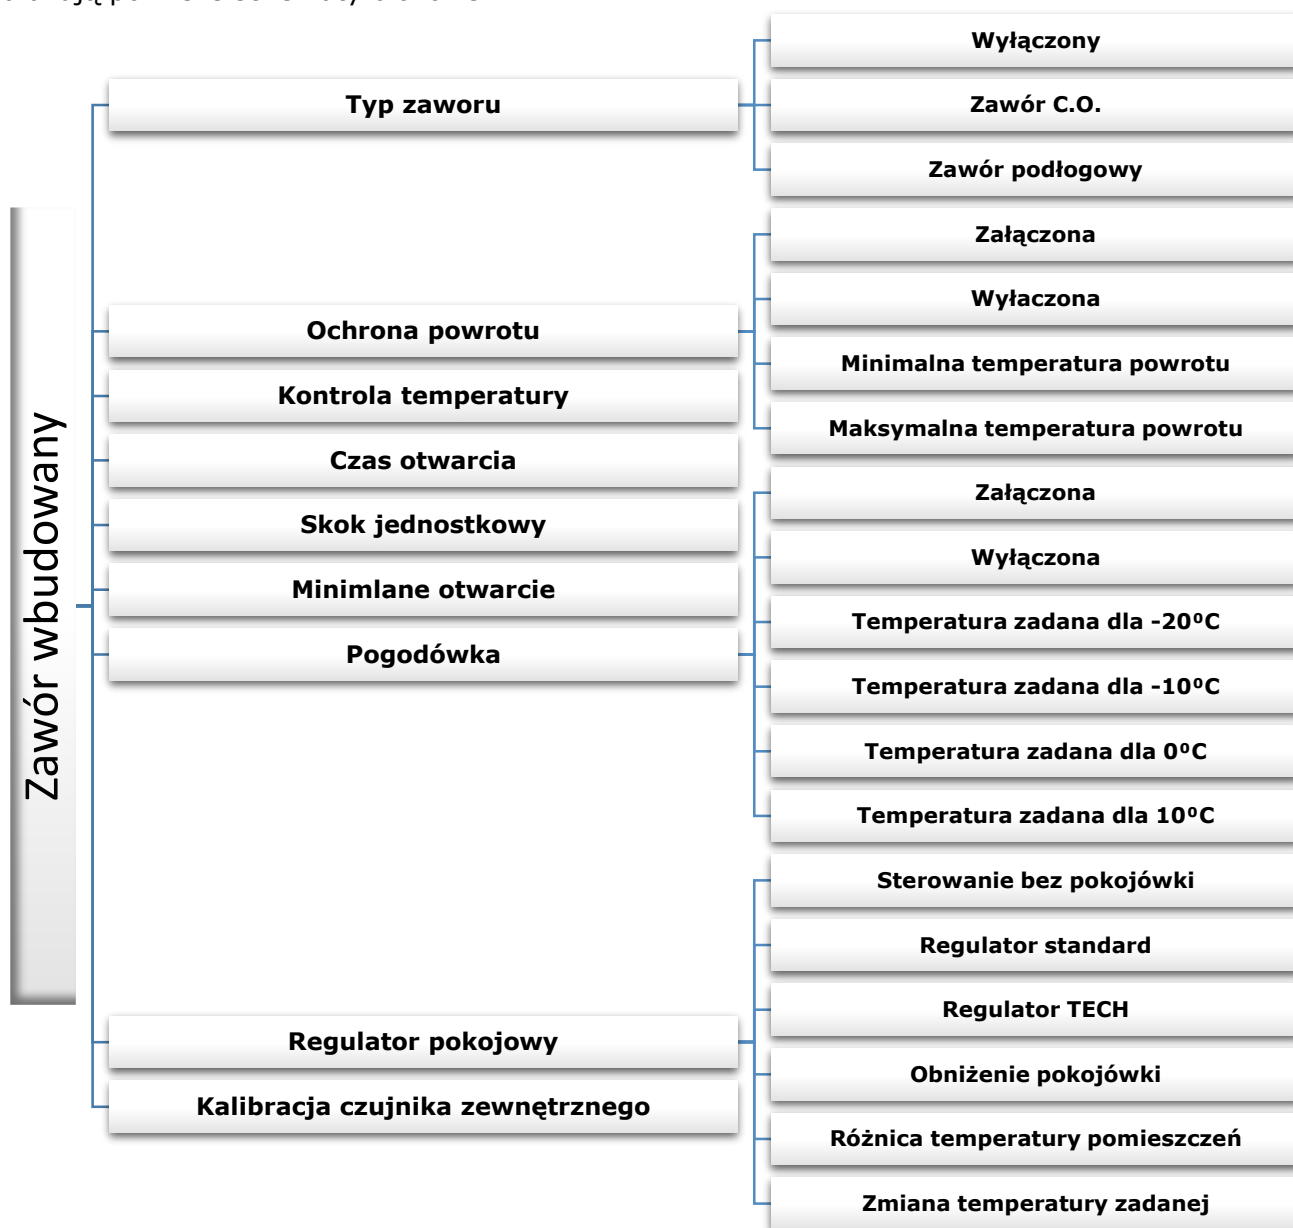 Zawór wbudowany
Typ zaworu
Wyłączony
Zawór C.O.
Zawór podłogowy
Ochrona powrotu
Załączona
Wyłaczona
Minimalna temperatura powrotu
Maksymalna temperatura powrotu
Kontrola temperatury
Czas otwarcia
Skok jednostkowy
Minimlane otwarcie
Pogodówka
Załączona
Wyłączona
Temperatura zadana dla -20ºC
Temperatura zadana dla -10ºC
Temperatura zadana dla 0ºC
Temperatura zadana dla 10ºC
Regulator pokojowy
Sterowanie bez pokojówki
Regulator standard
Regulator TECH
Obniżenie pokojówki
Różnica temperatury pomieszczeń
Zmiana temperatury zadanej
Kalibracja czujnika zewnętrznego